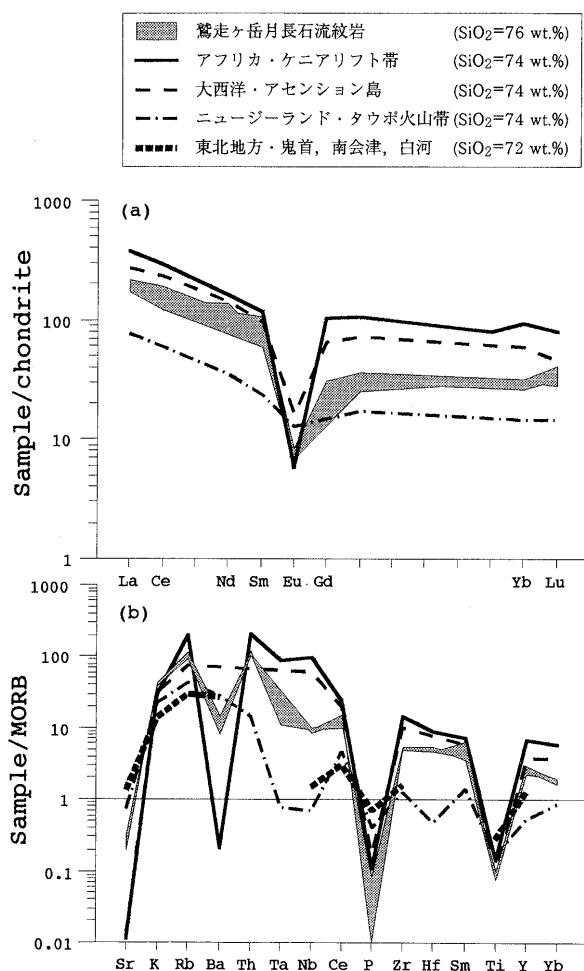 鷲走ヶ岳月長石流紋岩 (SiO2=76 wt.%)
アフリカ・ケニアリフト帯 (SiO2=74 wt.%)
大西洋・アセンション島 (SiO2=74 wt.%)
ニュージーランド・タウポ火山帯 (SiO2=74 wt.%)
東北地方・鬼首，南会津，白河 (SiO2=72 wt.%)
(a)
Sample/chondrite
1000
100
10
1
La Ce Nd Sm Eu Gd Yb Lu
(b)
Sample/MORB
1000
100
10
1
0.1
0.01
Sr K Rb Ba Th Ta Nb Ce P Zr Hf Sm Ti Y Yb